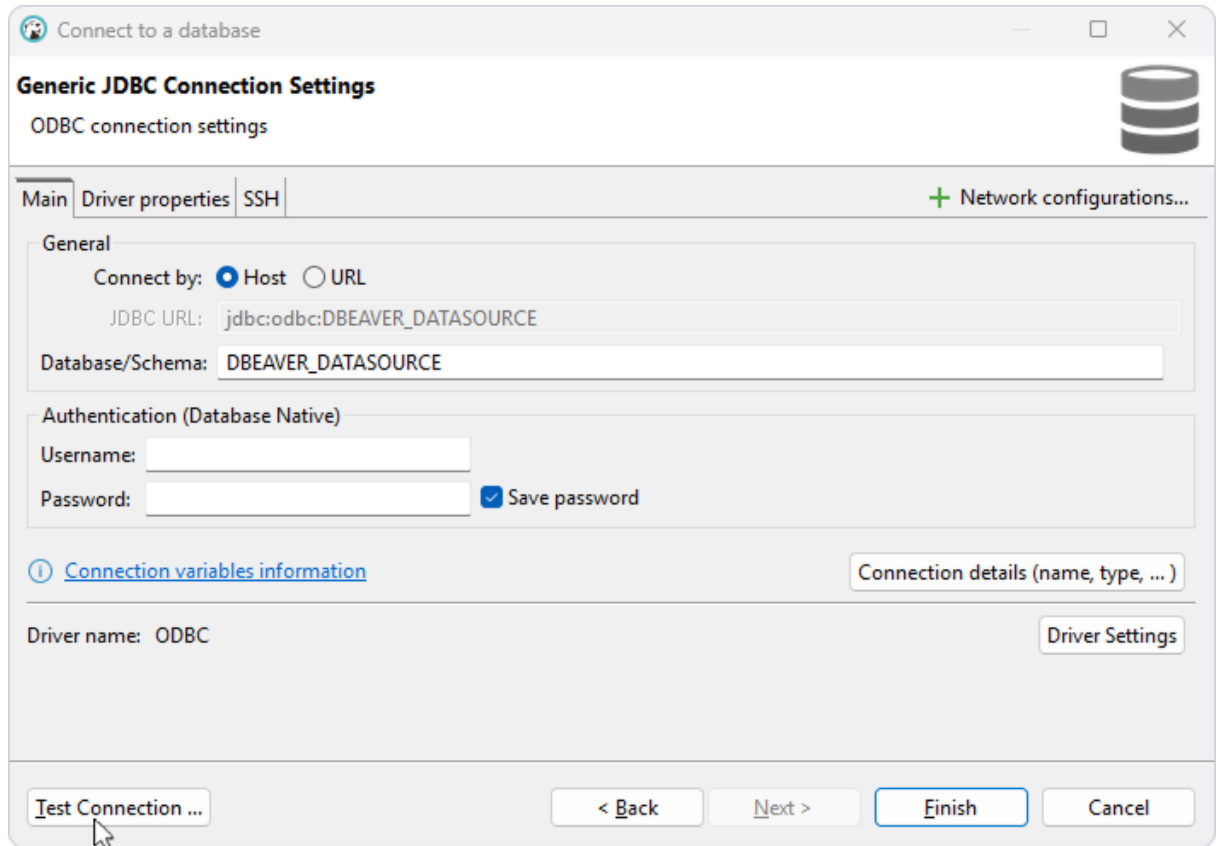 Connect to a database
Generic JDBC Connection Settings
ODBC connection settings
Main Driver properties SSH Network configurations...
General
Connect by: Host URL
JDBC URL: jdbc:odbc:DBEAVER_DATASOURCE
Database/Schema: DBEAVER_DATASOURCE
Authentication (Database Native)
Username:
Password: Save password
Connection variables information Connection details (name, type, ... )
Driver name: ODBC Driver Settings
Test Connection ... < Back Next > Finish Cancel